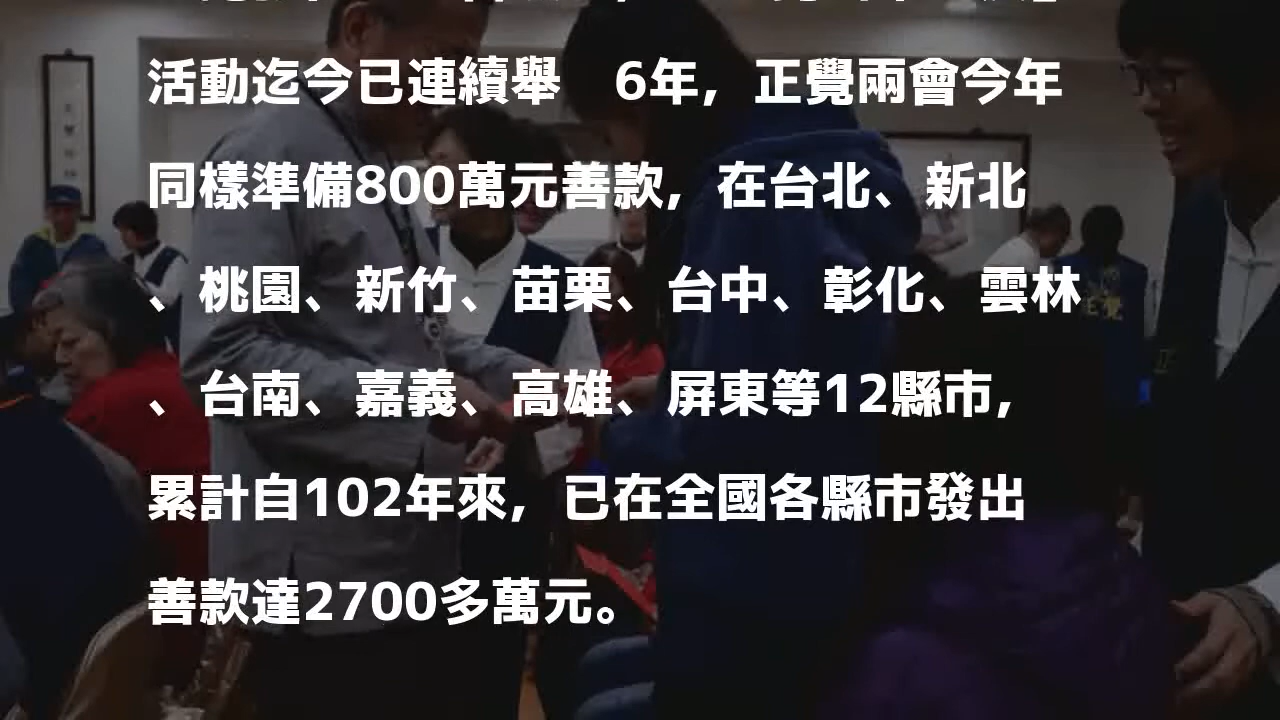 活動迄今已連續舉　6年，正覺兩會今年
同樣準備800萬元善款，在台北、新北
、桃園、新竹、苗栗、台中、彰化、雲林
、台南、嘉義、高雄、屏東等12縣市，
累計自102年來，已在全國各縣市發出
善款達2700多萬元。